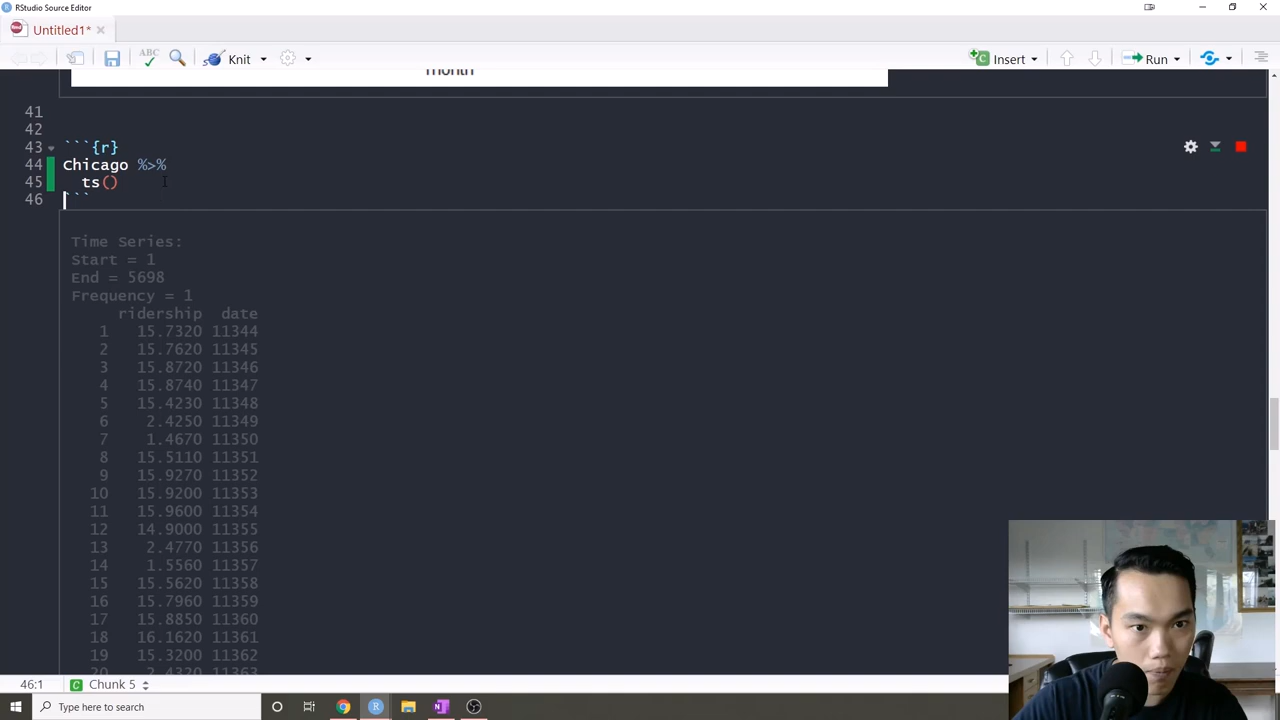 RStudio Source Editor
Untitled1*
ABC
Knit
Insert
Run
month
41
42
43 ```{r}
44 Chicago %>%
45 ts()
46 ```
Time Series:
Start = 1
End = 5698
Frequency = 1
ridership date
1 15.7320 11344
2 15.7620 11345
3 15.8720 11346
4 15.8740 11347
5 15.4230 11348
6 2.4250 11349
7 1.4670 11350
8 15.5110 11351
9 15.9270 11352
10 15.9200 11353
11 15.9600 11354
12 14.9000 11355
13 2.4770 11356
14 1.5560 11357
15 15.5620 11358
16 15.7960 11359
17 15.8850 11360
18 16.1620 11361
19 15.3200 11362
20 2.4320 11363
46:1 C Chunk 5
Type here to search